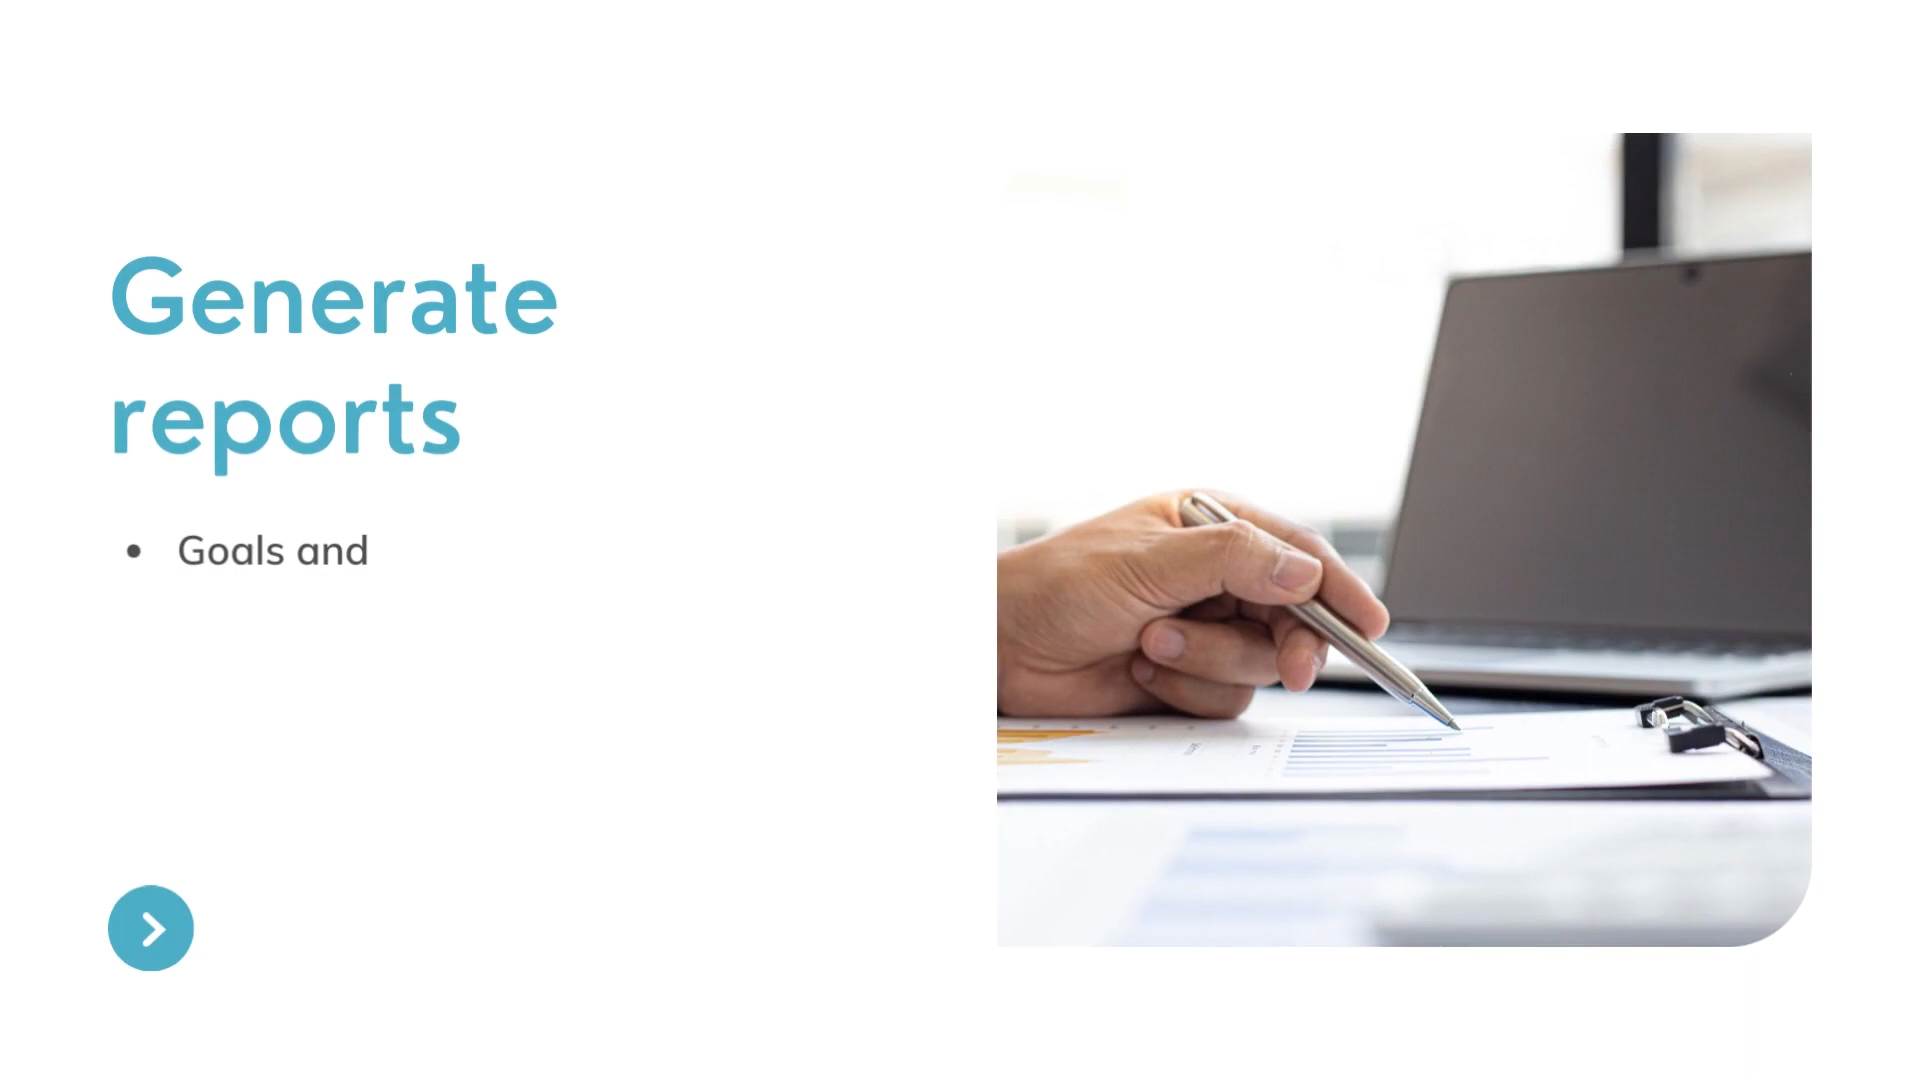 Generate
reports
• Goals and